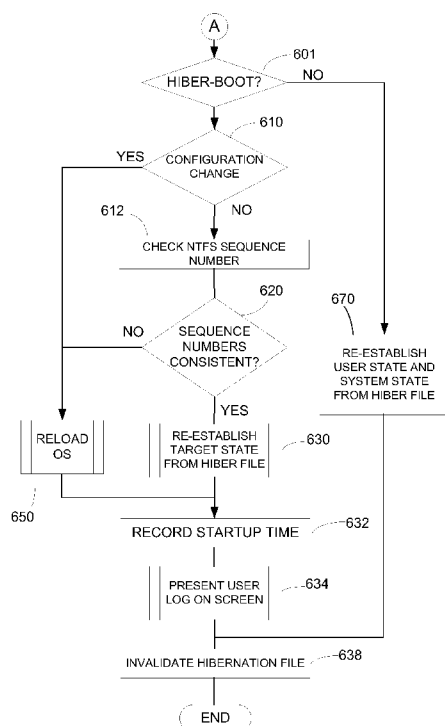 A
601
HIBER-BOOT?
NO
610
YES
CONFIGURATION
CHANGE
612
NO
CHECK NTFS SEQUENCE
NUMBER
620
670
NO
SEQUENCE
NUMBERS
CONSISTENT?
RE-ESTABLISH
USER STATE AND
SYSTEM STATE
FROM HIBER FILE
YES
RELOAD
OS
RE-ESTABLISH
TARGET STATE
FROM HIBER FILE
630
650
RECORD STARTUP TIME
632
PRESENT USER
LOG ON SCREEN
634
INVALIDATE HIBERNATION FILE
638
END